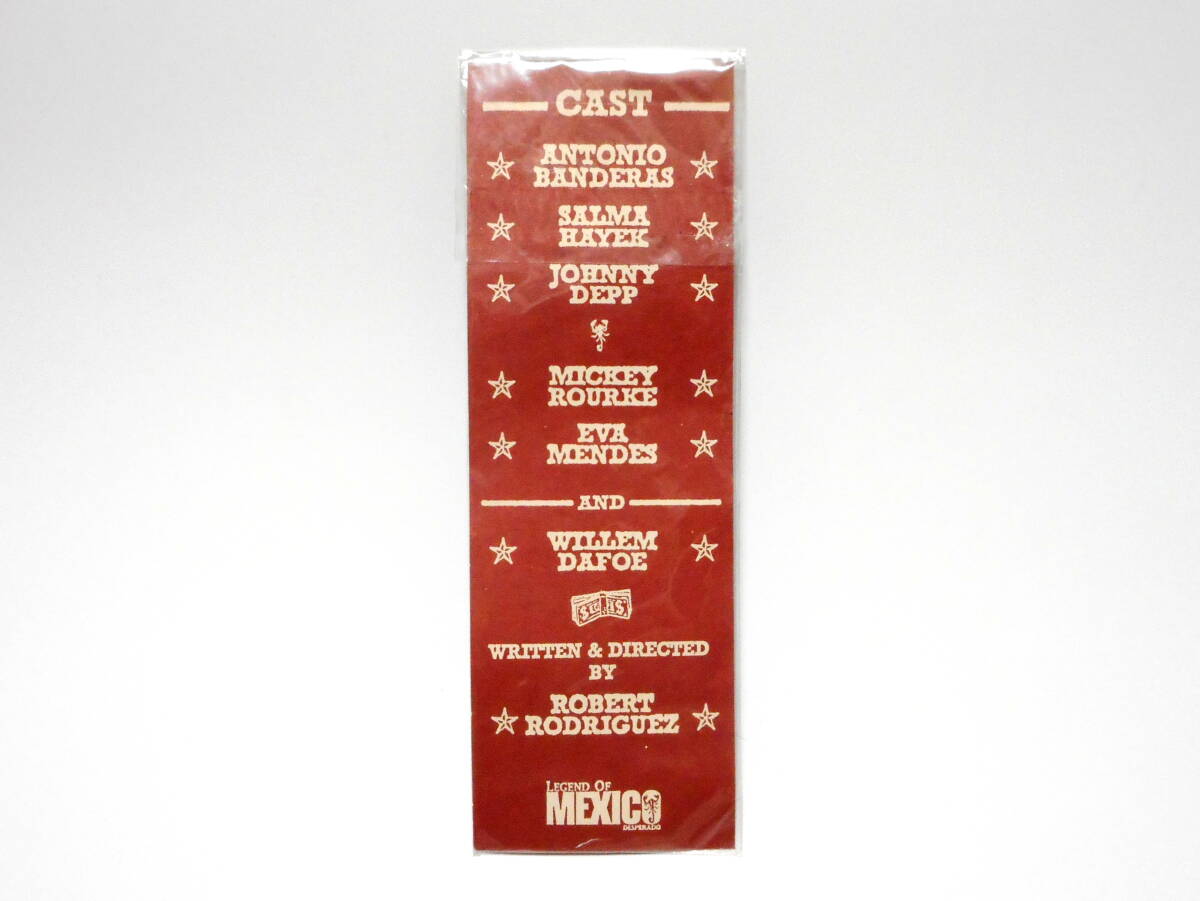 CAST
ANTONIO
BANDERAS
SALMA
HAYEK
JOHNNY
DEPP
MICKEY
ROURKE
EVA
MENDES
AND
WILLEM
DAFOE
WRITTEN & DIRECTED
BY
ROBERT
RODRIGUEZ
LEGEND OF
MEXICO
DESPERADO